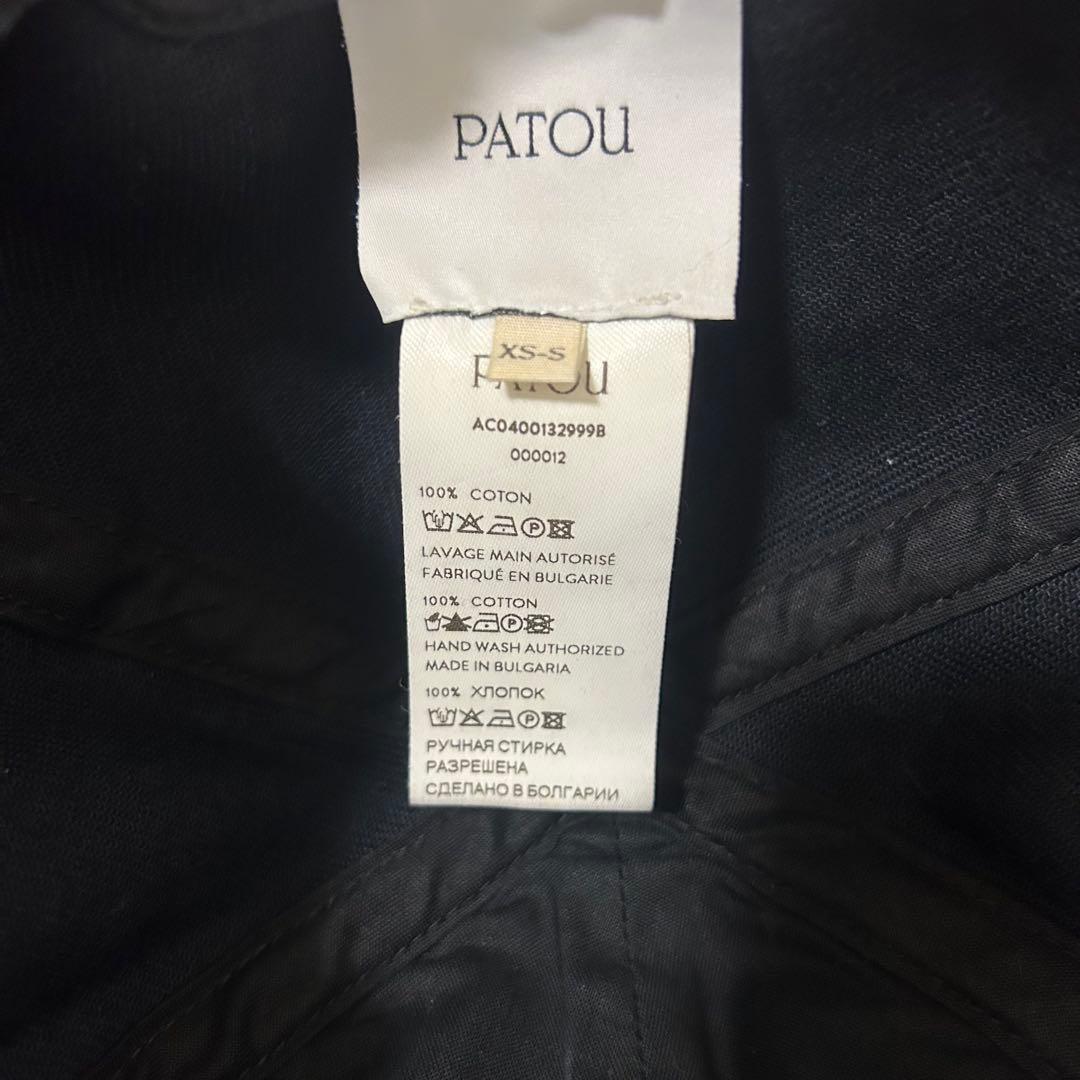 PATOU
XS-S
PATOU
AC0400132999B
000012
100% COTON
LAVAGE MAIN AUTORISÉ
FABRIQUÉ EN BULGARIE
100% COTTON
HAND WASH AUTHORIZED
MADE IN BULGARIA
100% ХЛОПОК
РУЧНАЯ СТИРКА
РАЗРЕШЕНА
СДЕЛАНО В БОЛГАРИИ